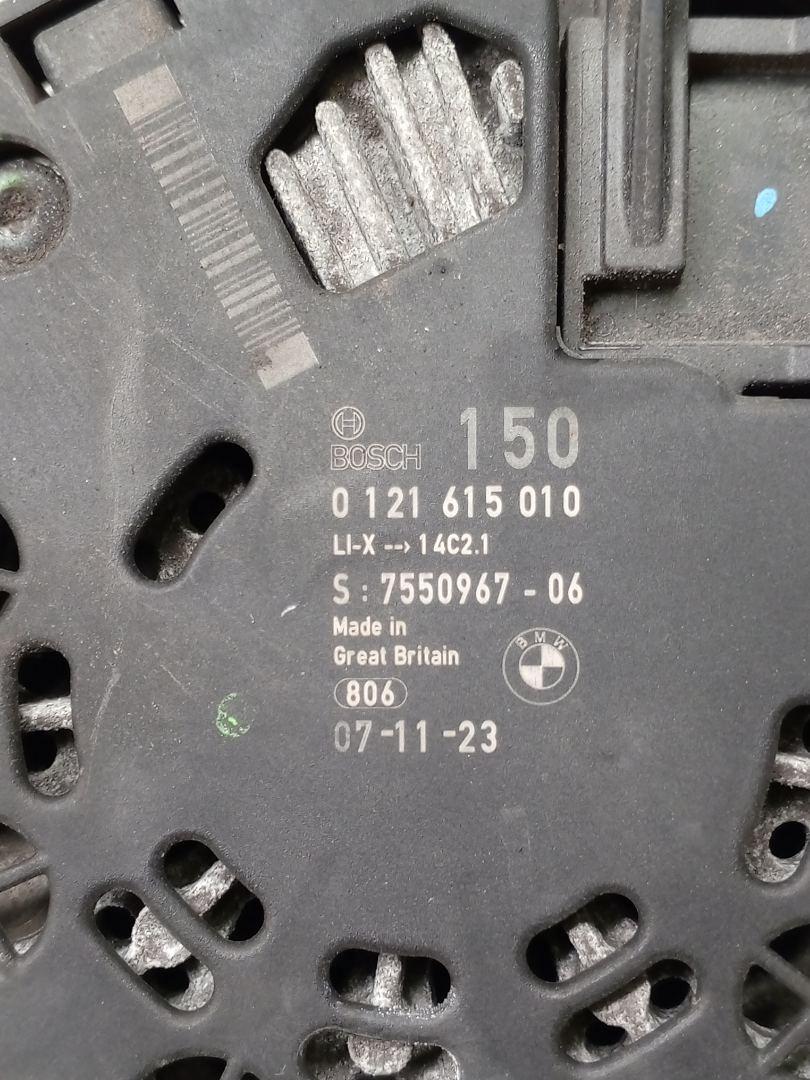 BOSCH 150
0 121 615 010
LI-X --› 14C2.1
S : 7550967 - 06
Made in
Great Britain
BMW
806
07-11-23